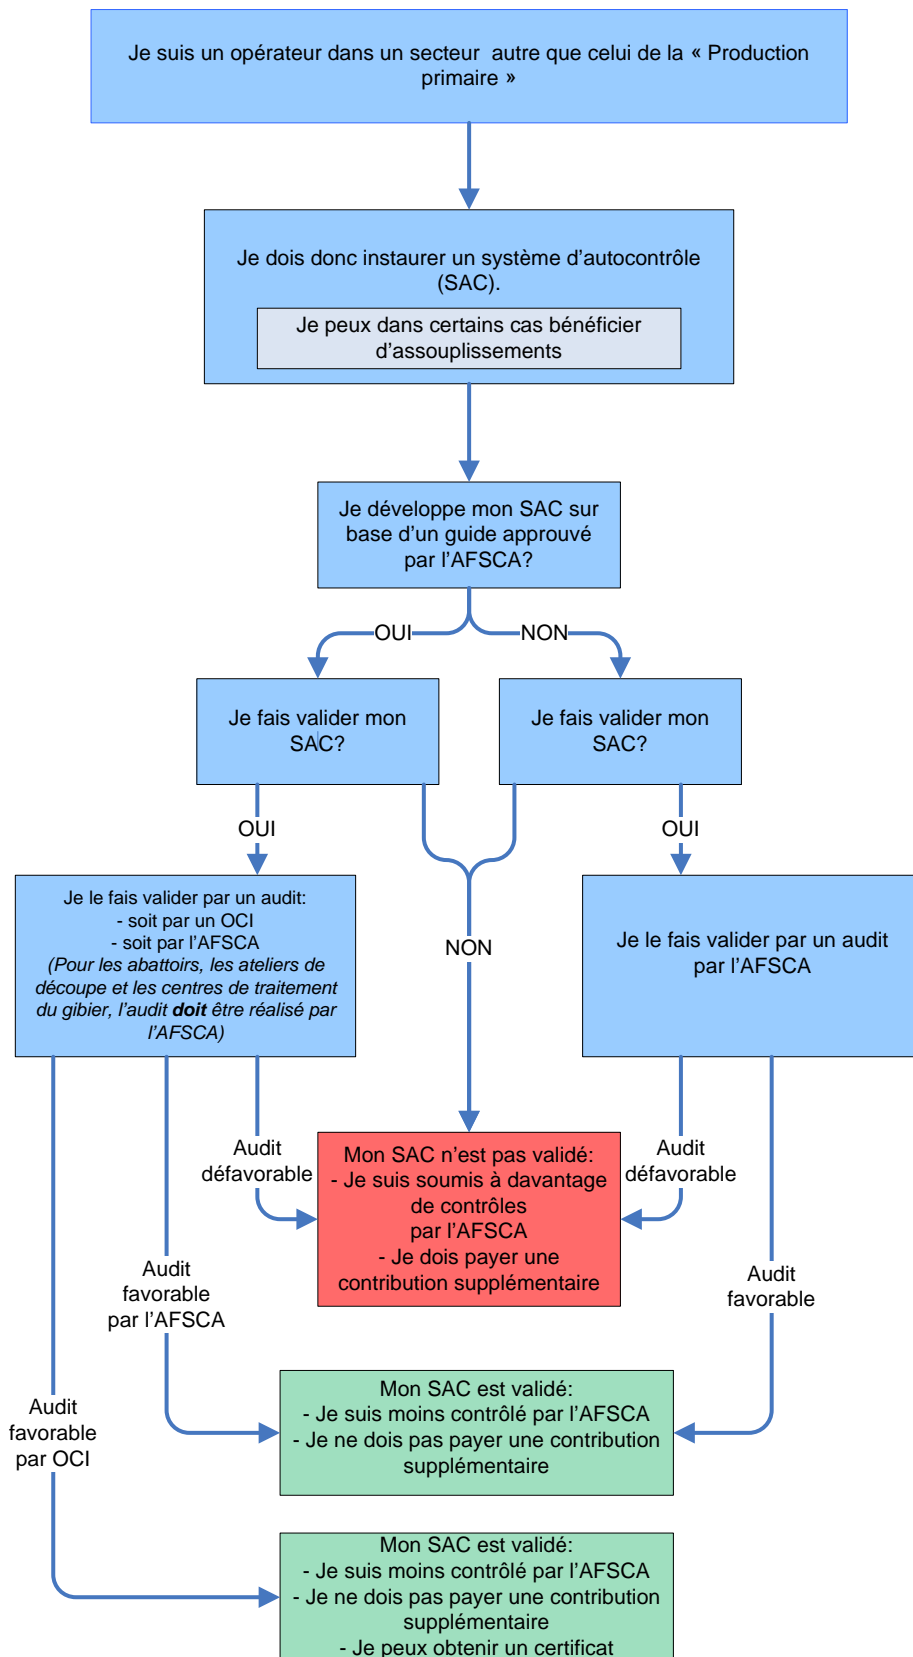 Je suis un opérateur dans un secteur autre que celui de la « Production
primaire »
Je dois donc instaurer un système d’autocontrôle
(SAC).
Je peux dans certains cas bénéficier
d’assouplissements
Je développe mon SAC sur
base d’un guide approuvé
par l’AFSCA?
OUI
NON
Je fais valider mon
SAC?
Je fais valider mon
SAC?
OUI
OUI
Je le fais valider par un audit:
- soit par un OCI
- soit par l’AFSCA
(Pour les abattoirs, les ateliers de
découpe et les centres de traitement
du gibier, l’audit doit être réalisé par
l’AFSCA)
NON
Je le fais valider par un audit
par l’AFSCA
Audit
défavorable
Mon SAC n’est pas validé:
- Je suis soumis à davantage
de contrôles
par l’AFSCA
- Je dois payer une
contribution supplémentaire
Audit
défavorable
Audit
favorable
par l’AFSCA
Audit
favorable
Audit
favorable
par OCI
Mon SAC est validé:
- Je suis moins contrôlé par l’AFSCA
- Je ne dois pas payer une contribution
supplémentaire
Mon SAC est validé:
- Je suis moins contrôlé par l’AFSCA
- Je ne dois pas payer une contribution
supplémentaire
- Je peux obtenir un certificat